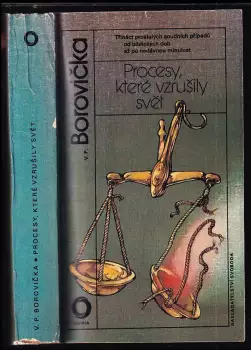 Třináct proslulých soudních případů
od biblických dob
až po nedávnou minulost
V. P. Borovička
Procesy,
které vzrušily
svět
NAKLADATELSTVÍ SVOBODA
V. P. BOROVIČKA • PROCESY, KTERÉ VZRUŠILY SVĚT